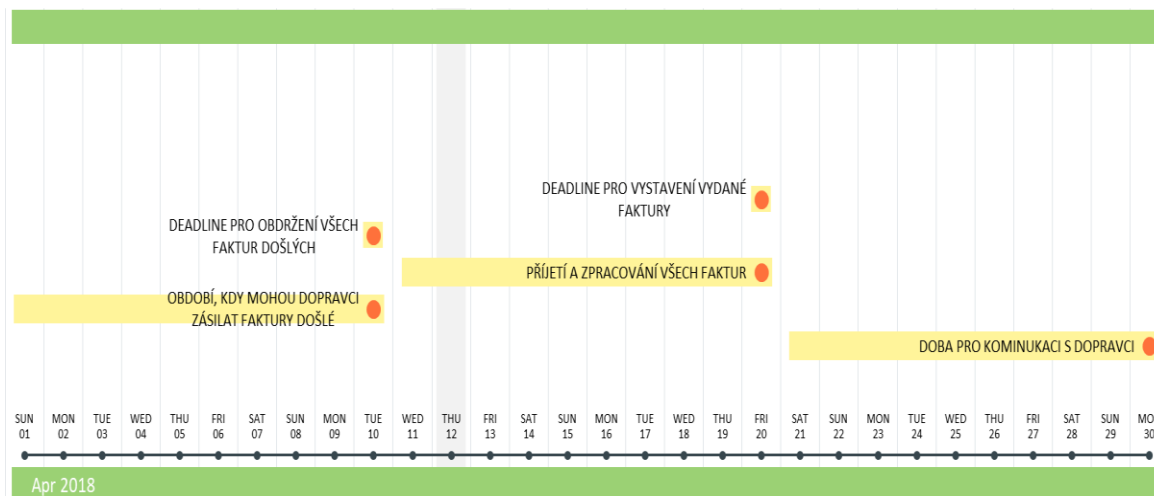 DEADLINE PRO VYSTAVENÍ VYDANÉ
FAKTURY
DEADLINE PRO OBDRŽENÍ VŠECH
FAKTUR DOŠLÝCH
PŘÍJETÍ A ZPRACOVÁNÍ VŠECH FAKTUR
OBDOBÍ, KDY MOHOU DOPRAVCI
ZÁSILAT FAKTURY DOŠLÉ
DOBA PRO KOMINUKACI S DOPRAVCI
SUN MON TUE WED THU FRI SAT SUN MON TUE WED THU FRI SAT SUN MON TUE WED THU FRI SAT SUN MON TUE WED THU FRI SAT SUN MO
01 02 03 04 05 06 07 08 09 10 11 12 13 14 15 16 17 18 19 20 21 22 23 24 25 26 27 28 29 30
Apr 2018